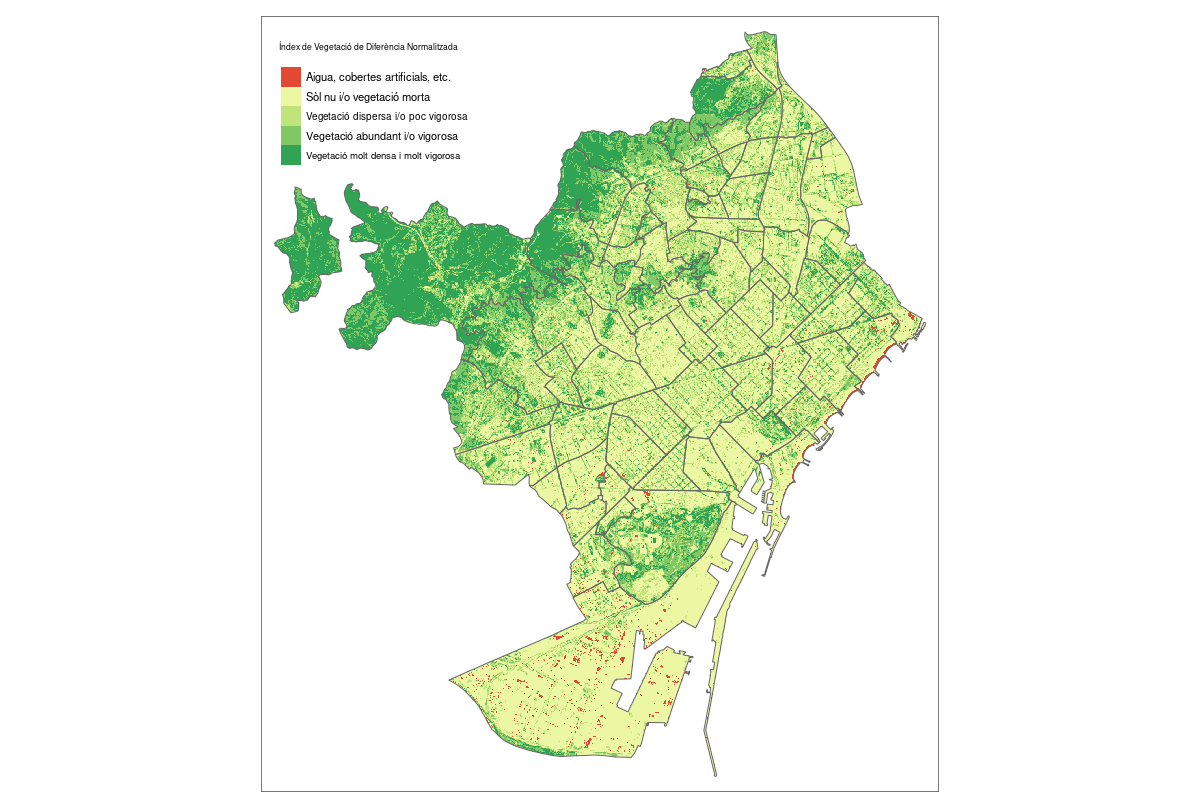 Índex de Vegetació de Diferència Normalitzada
Aigua, cobertes artificials, etc.
Sòl nu i/o vegetació morta
Vegetació dispersa i/o poc vigorosa
Vegetació abundant i/o vigorosa
Vegetació molt densa i molt vigorosa